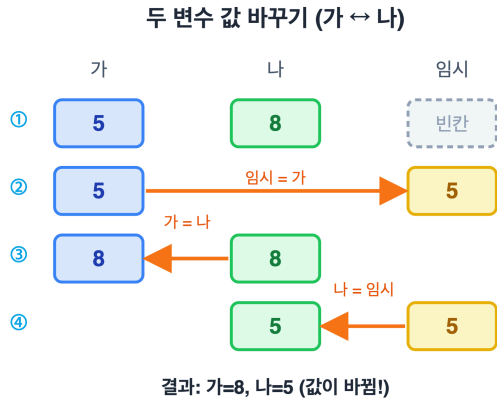 두 변수 값 바꾸기 (가 ↔ 나)
가 나 임시
① 5 8 빈칸
② 5 임시 = 가 5
가 = 나
③ 8 8
나 = 임시
④ 5 5
결과: 가=8, 나=5 (값이 바뀜!)